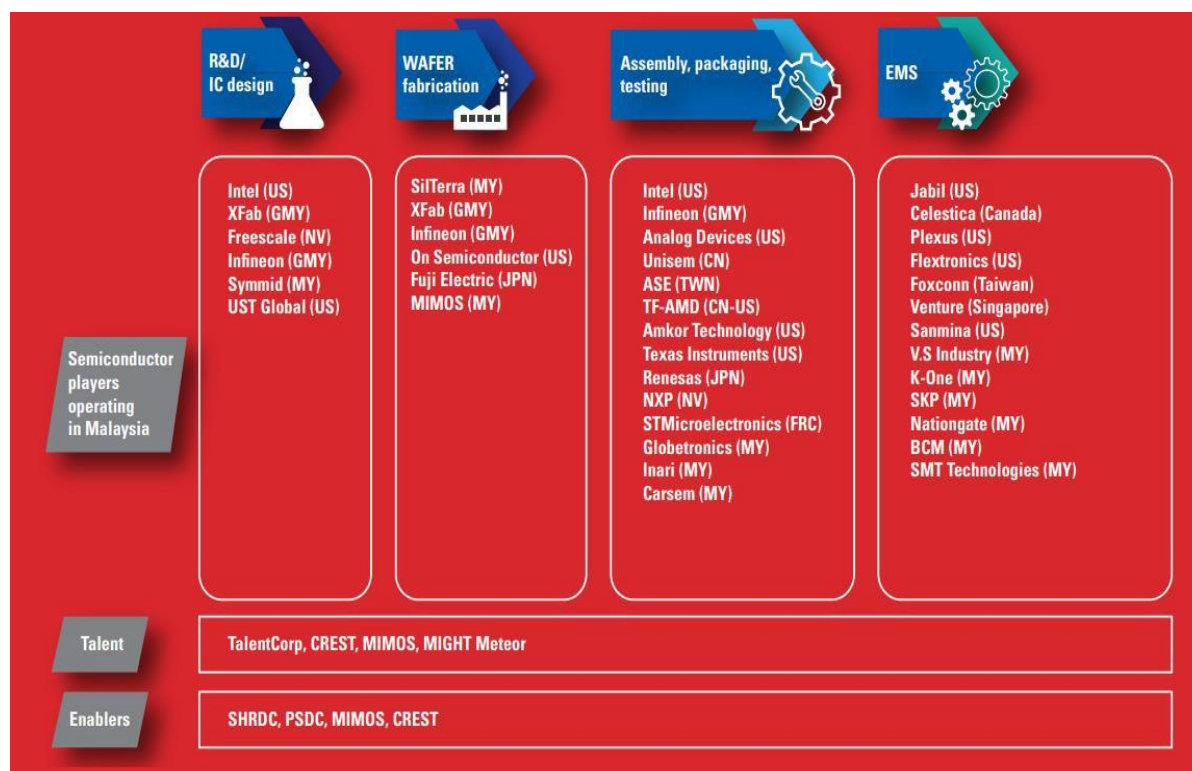 R&D/
IC design
WAFER
fabrication
Assembly, packaging,
testing
EMS
Semiconductor
players
operating
in Malaysia
Intel (US)
XFab (GMY)
Freescale (NV)
Infineon (GMY)
Symmid (MY)
UST Global (US)
SilTerra (MY)
XFab (GMY)
Infineon (GMY)
On Semiconductor (US)
Fuji Electric (JPN)
MIMOS (MY)
Intel (US)
Infineon (GMY)
Analog Devices (US)
Unisem (CN)
ASE (TWN)
TF-AMD (CN-US)
Amkor Technology (US)
Texas Instruments (US)
Renesas (JPN)
NXP (NV)
STMicroelectronics (FRC)
Globetronics (MY)
Inari (MY)
Carsem (MY)
Jabil (US)
Celestica (Canada)
Plexus (US)
Flextronics (US)
Foxconn (Taiwan)
Venture (Singapore)
Sanmina (US)
V.S Industry (MY)
K-One (MY)
SKP (MY)
Nationgate (MY)
BCM (MY)
SMT Technologies (MY)
Talent
TalentCorp, CREST, MIMOS, MIGHT Meteor
Enablers
SHRDC, PSDC, MIMOS, CREST